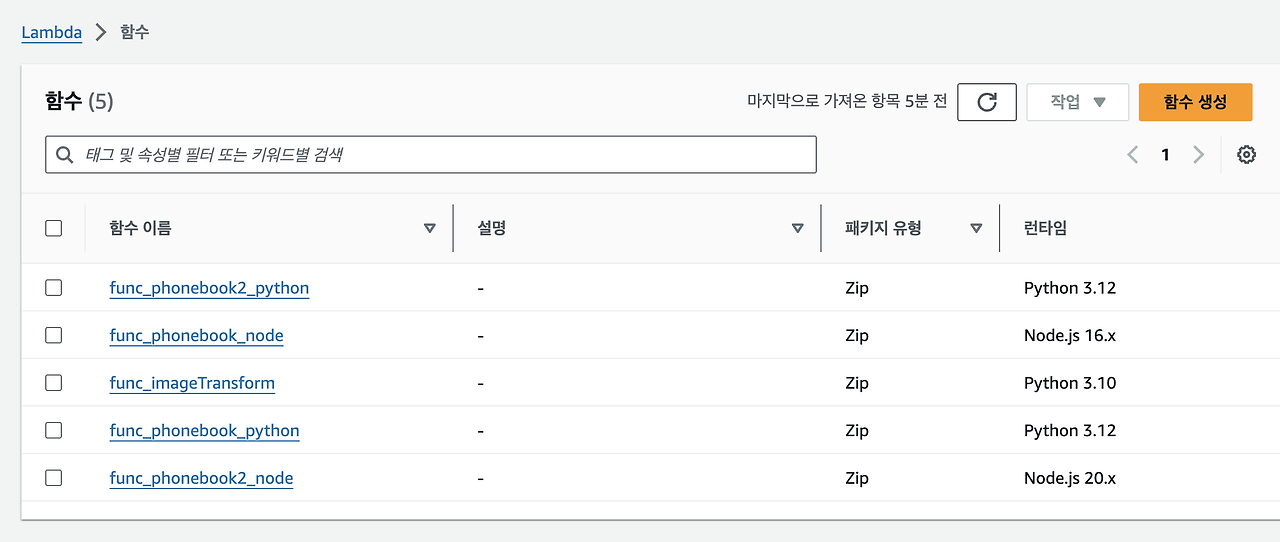 Lambda > 함수
함수 (5) 마지막으로 가져온 항목 5분 전 작업 함수 생성
태그 및 속성별 필터 또는 키워드별 검색 1
함수 이름 설명 패키지 유형 런타임
func_phonebook2_python - Zip Python 3.12
func_phonebook_node - Zip Node.js 16.x
func_imageTransform - Zip Python 3.10
func_phonebook_python - Zip Python 3.12
func_phonebook2_node - Zip Node.js 20.x